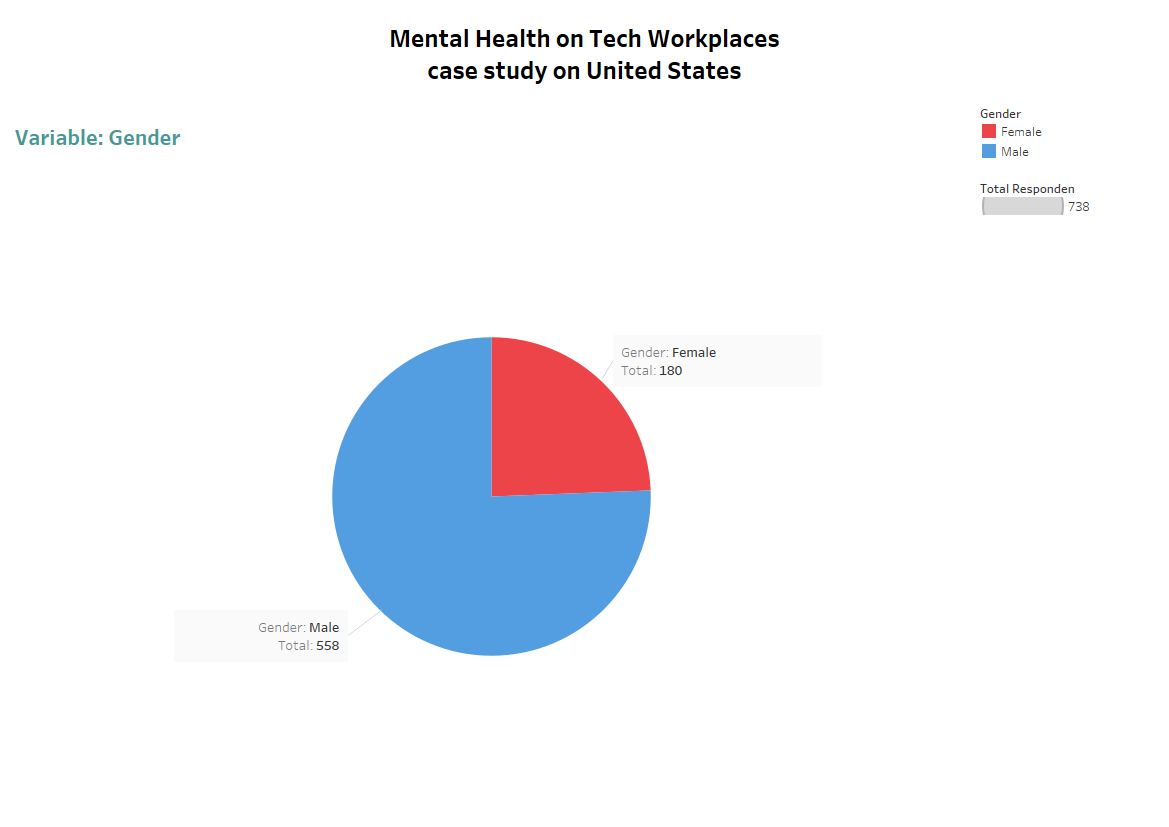 Mental Health on Tech Workplaces
case study on United States
Variable: Gender
Gender
Female
Male
Total Responden
738
Gender: Female
Total: 180
Gender: Male
Total: 558